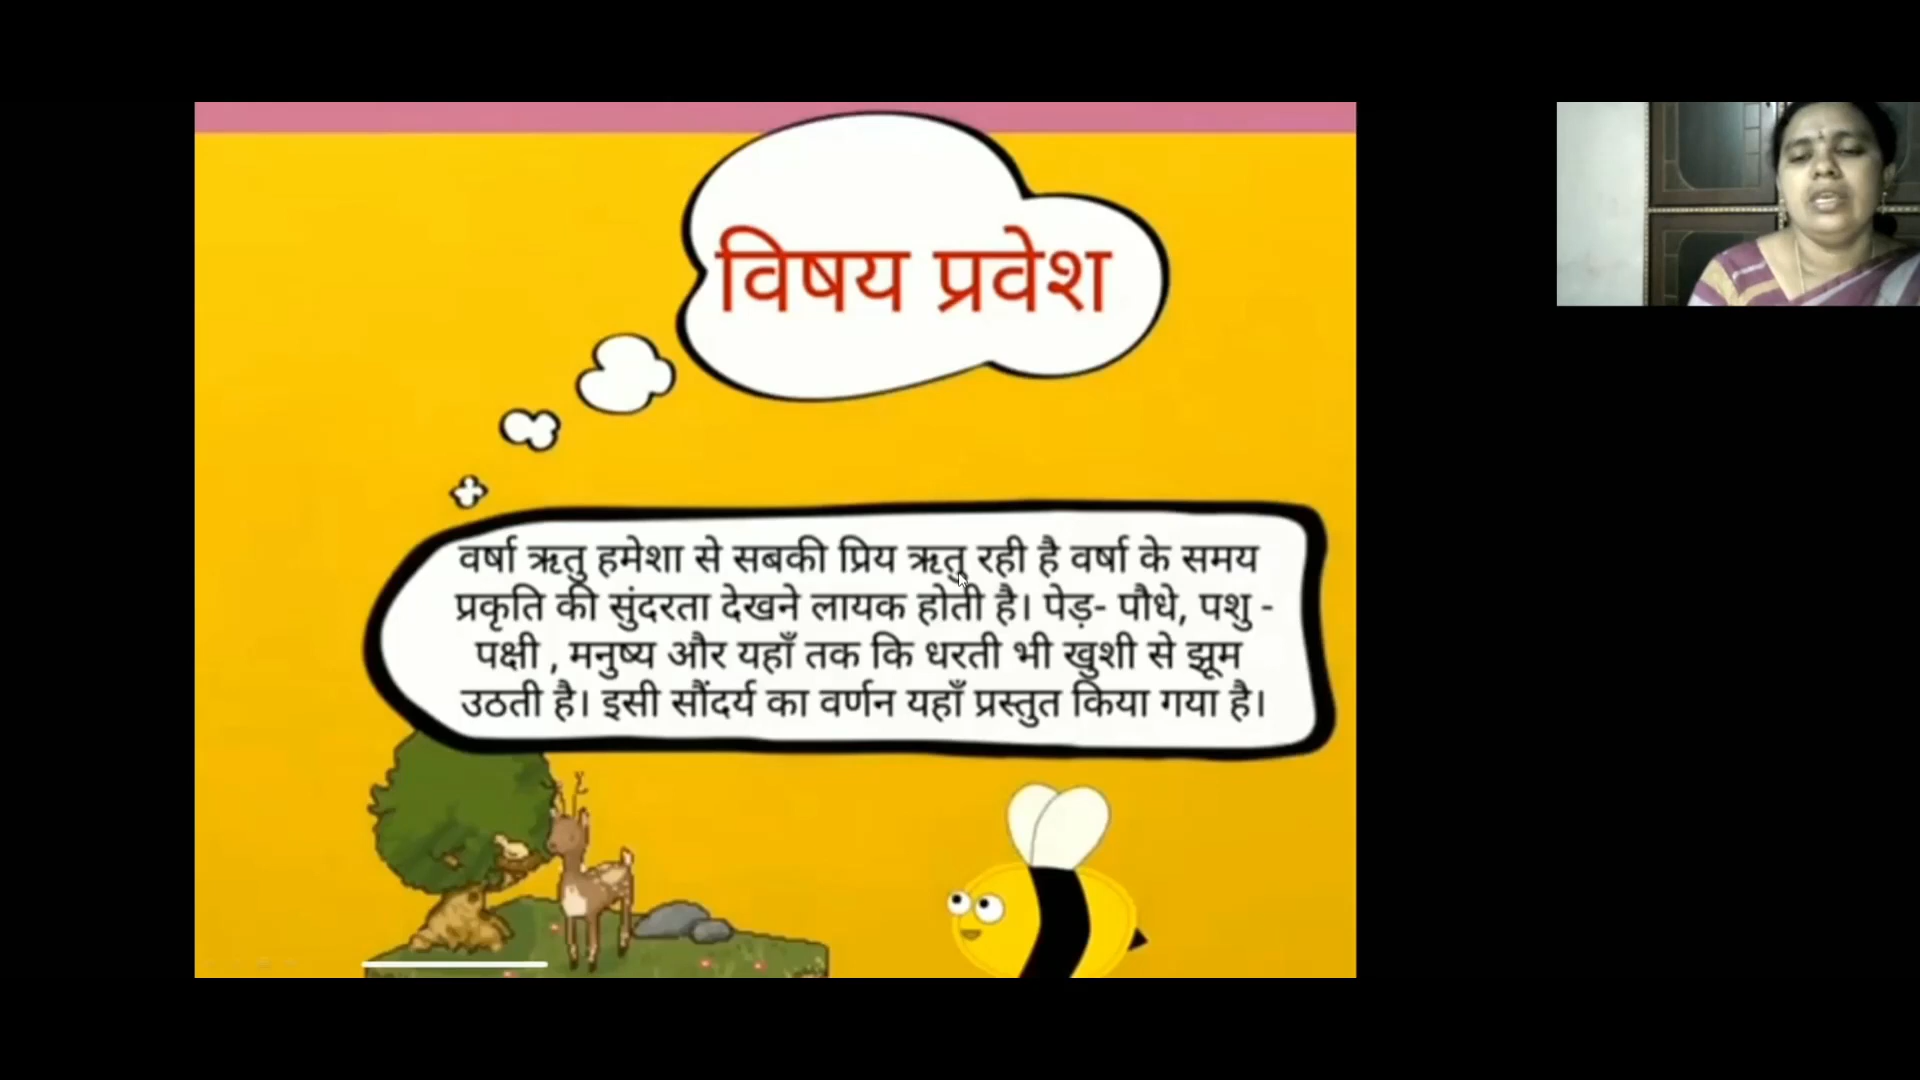 विषय प्रवेश
वर्षा ऋतु हमेशा से सबकी प्रिय ऋतु रही है वर्षा के समय
प्रकृति की सुंदरता देखने लायक होती है। पेड़- पौधे, पशु -
पक्षी , मनुष्य और यहाँ तक कि धरती भी खुशी से झूम
उठती है। इसी सौंदर्य का वर्णन यहाँ प्रस्तुत किया गया है।